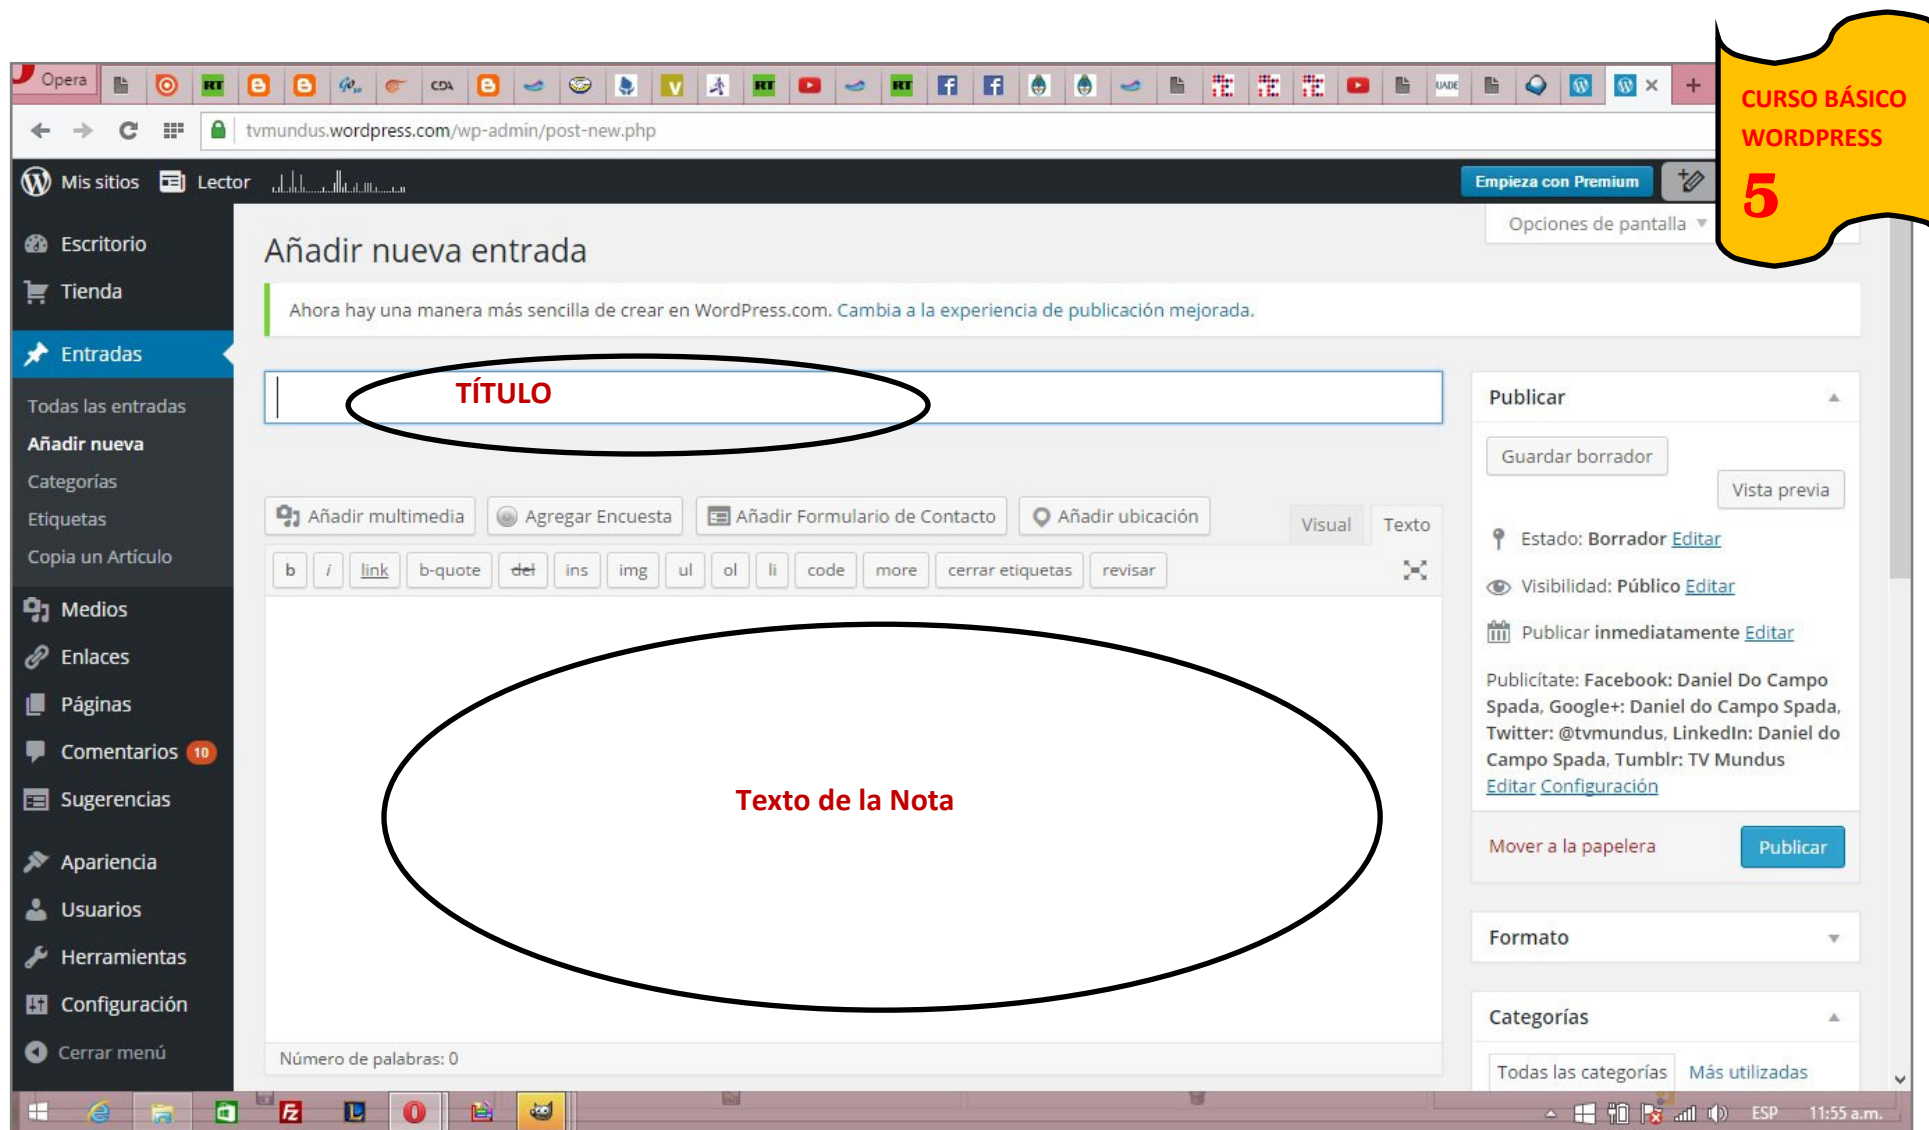 Opera
tvmundus.wordpress.com/wp-admin/post-new.php
CURSO BÁSICO
WORDPRESS
5
Mis sitios Lector Empieza con Premium
Opciones de pantalla
Escritorio
Tienda
Entradas
Todas las entradas
Añadir nueva
Categorías
Etiquetas
Copia un Artículo
Medios
Enlaces
Páginas
Comentarios 10
Sugerencias
Apariencia
Usuarios
Herramientas
Configuración
Cerrar menú
Añadir nueva entrada
Ahora hay una manera más sencilla de crear en WordPress.com. Cambia a la experiencia de publicación mejorada.
TÍTULO
Añadir multimedia Agregar Encuesta Añadir Formulario de Contacto Añadir ubicación Visual Texto
b i link b-quote del ins img ul ol li code more cerrar etiquetas revisar
Texto de la Nota
Número de palabras: 0
Publicar
Guardar borrador
Vista previa
Estado: Borrador Editar
Visibilidad: Público Editar
Publicar inmediatamente Editar
Publicítate: Facebook: Daniel Do Campo
Spada, Google+: Daniel do Campo Spada,
Twitter: @tvmundus, LinkedIn: Daniel do
Campo Spada, Tumblr: TV Mundus
Editar Configuración
Mover a la papelera Publicar
Formato
Categorías
Todas las categorías Más utilizadas
ESP 11:55 a.m.